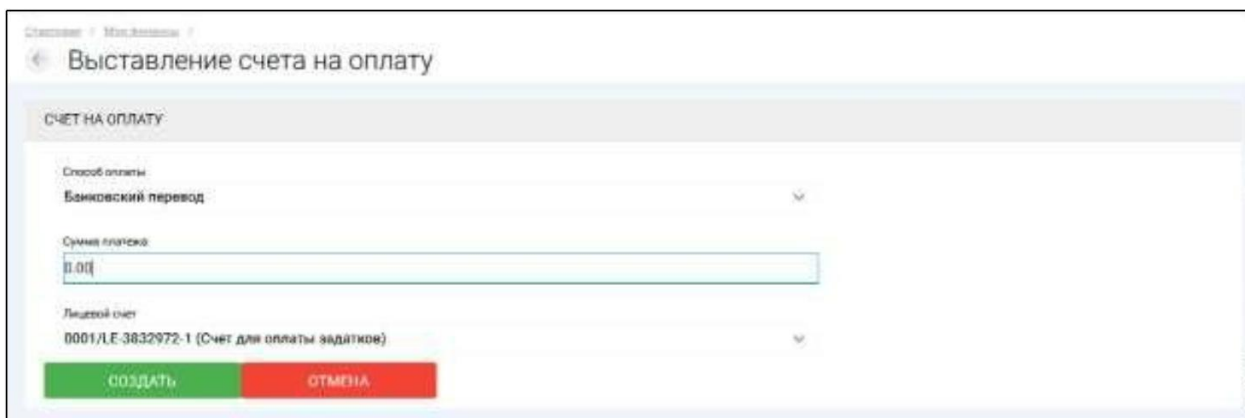 Выставление счета на оплату
СЧЕТ НА ОПЛАТУ
Способ оплаты
Банковский перевод
Сумма платежа
0.00
Лицевой счет
0001/LE-3832972-1 (Счет для оплаты задатков)
СОЗДАТЬ ОТМЕНА